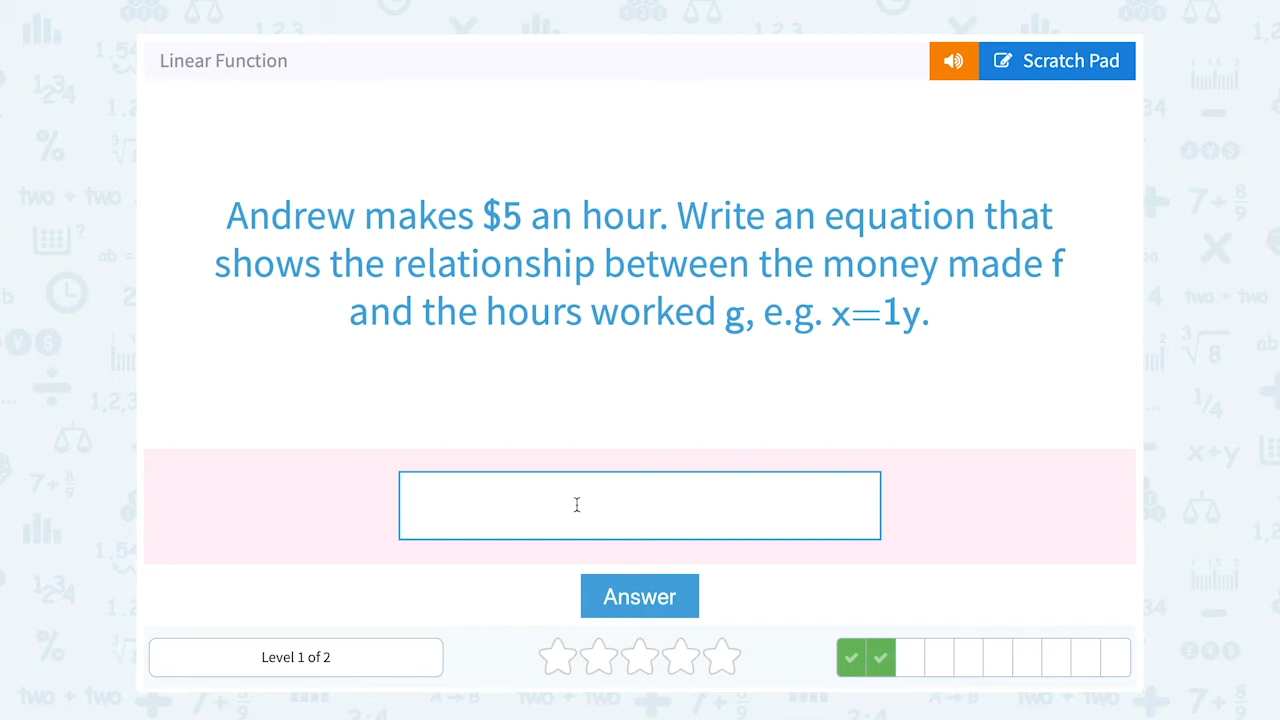 Linear Function
Scratch Pad
Andrew makes $5 an hour. Write an equation that
shows the relationship between the money made f
and the hours worked g, e.g. x=1y.
Answer
Level 1 of 2